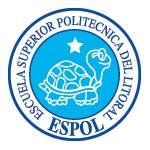 ESCUELA SUPERIOR POLITECNICA DEL LITORAL
ESPOL